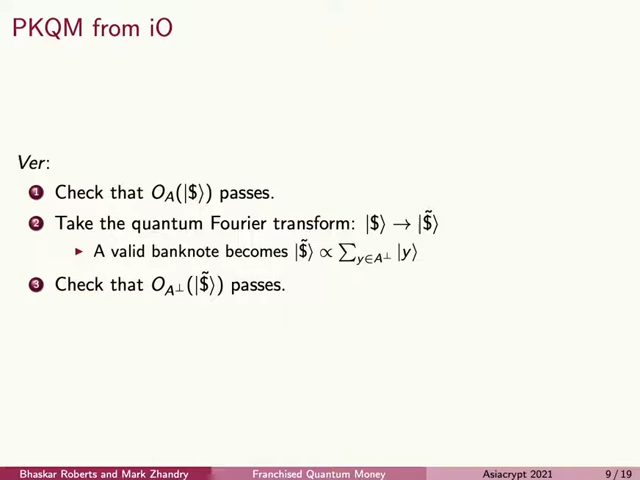 PKQM from iO
Ver:
1 Check that O_A(|$⟩) passes.
2 Take the quantum Fourier transform: |$⟩ → |$̃⟩
▶ A valid banknote becomes |$̃⟩ ∝ ∑_{y∈A^⊥} |y⟩
3 Check that O_{A^⊥}(|$̃⟩) passes.
Bhaskar Roberts and Mark Zhandry Franchised Quantum Money Asiacrypt 2021 9 / 19